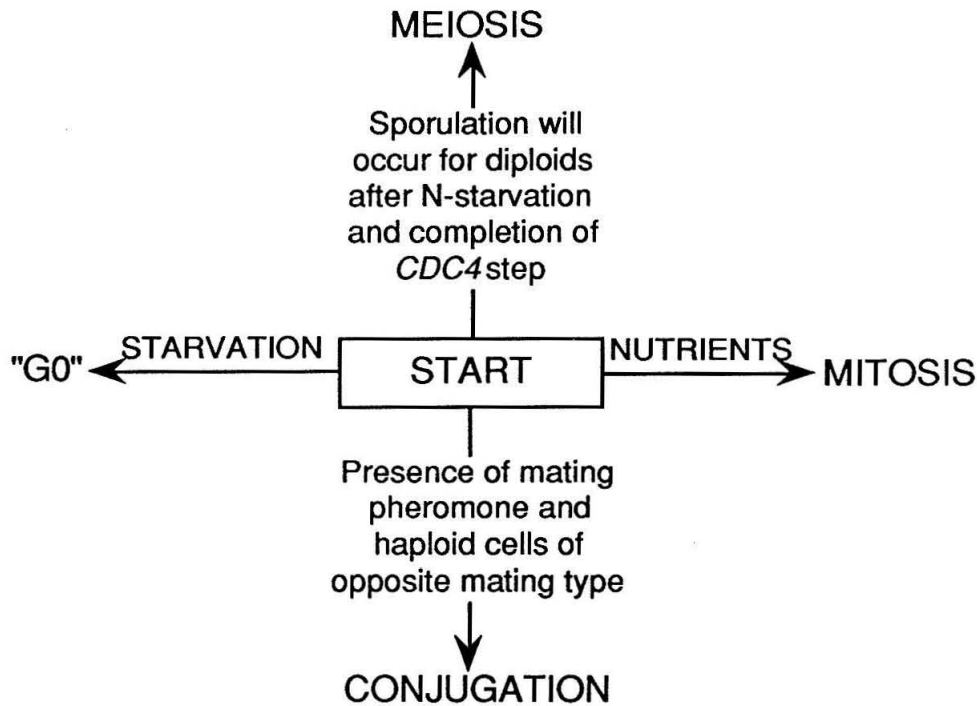 MEIOSIS
Sporulation will
occur for diploids
after N-starvation
and completion of
CDC4 step
"G0"
STARVATION
START
NUTRIENTS
MITOSIS
Presence of mating
pheromone and
haploid cells of
opposite mating type
CONJUGATION